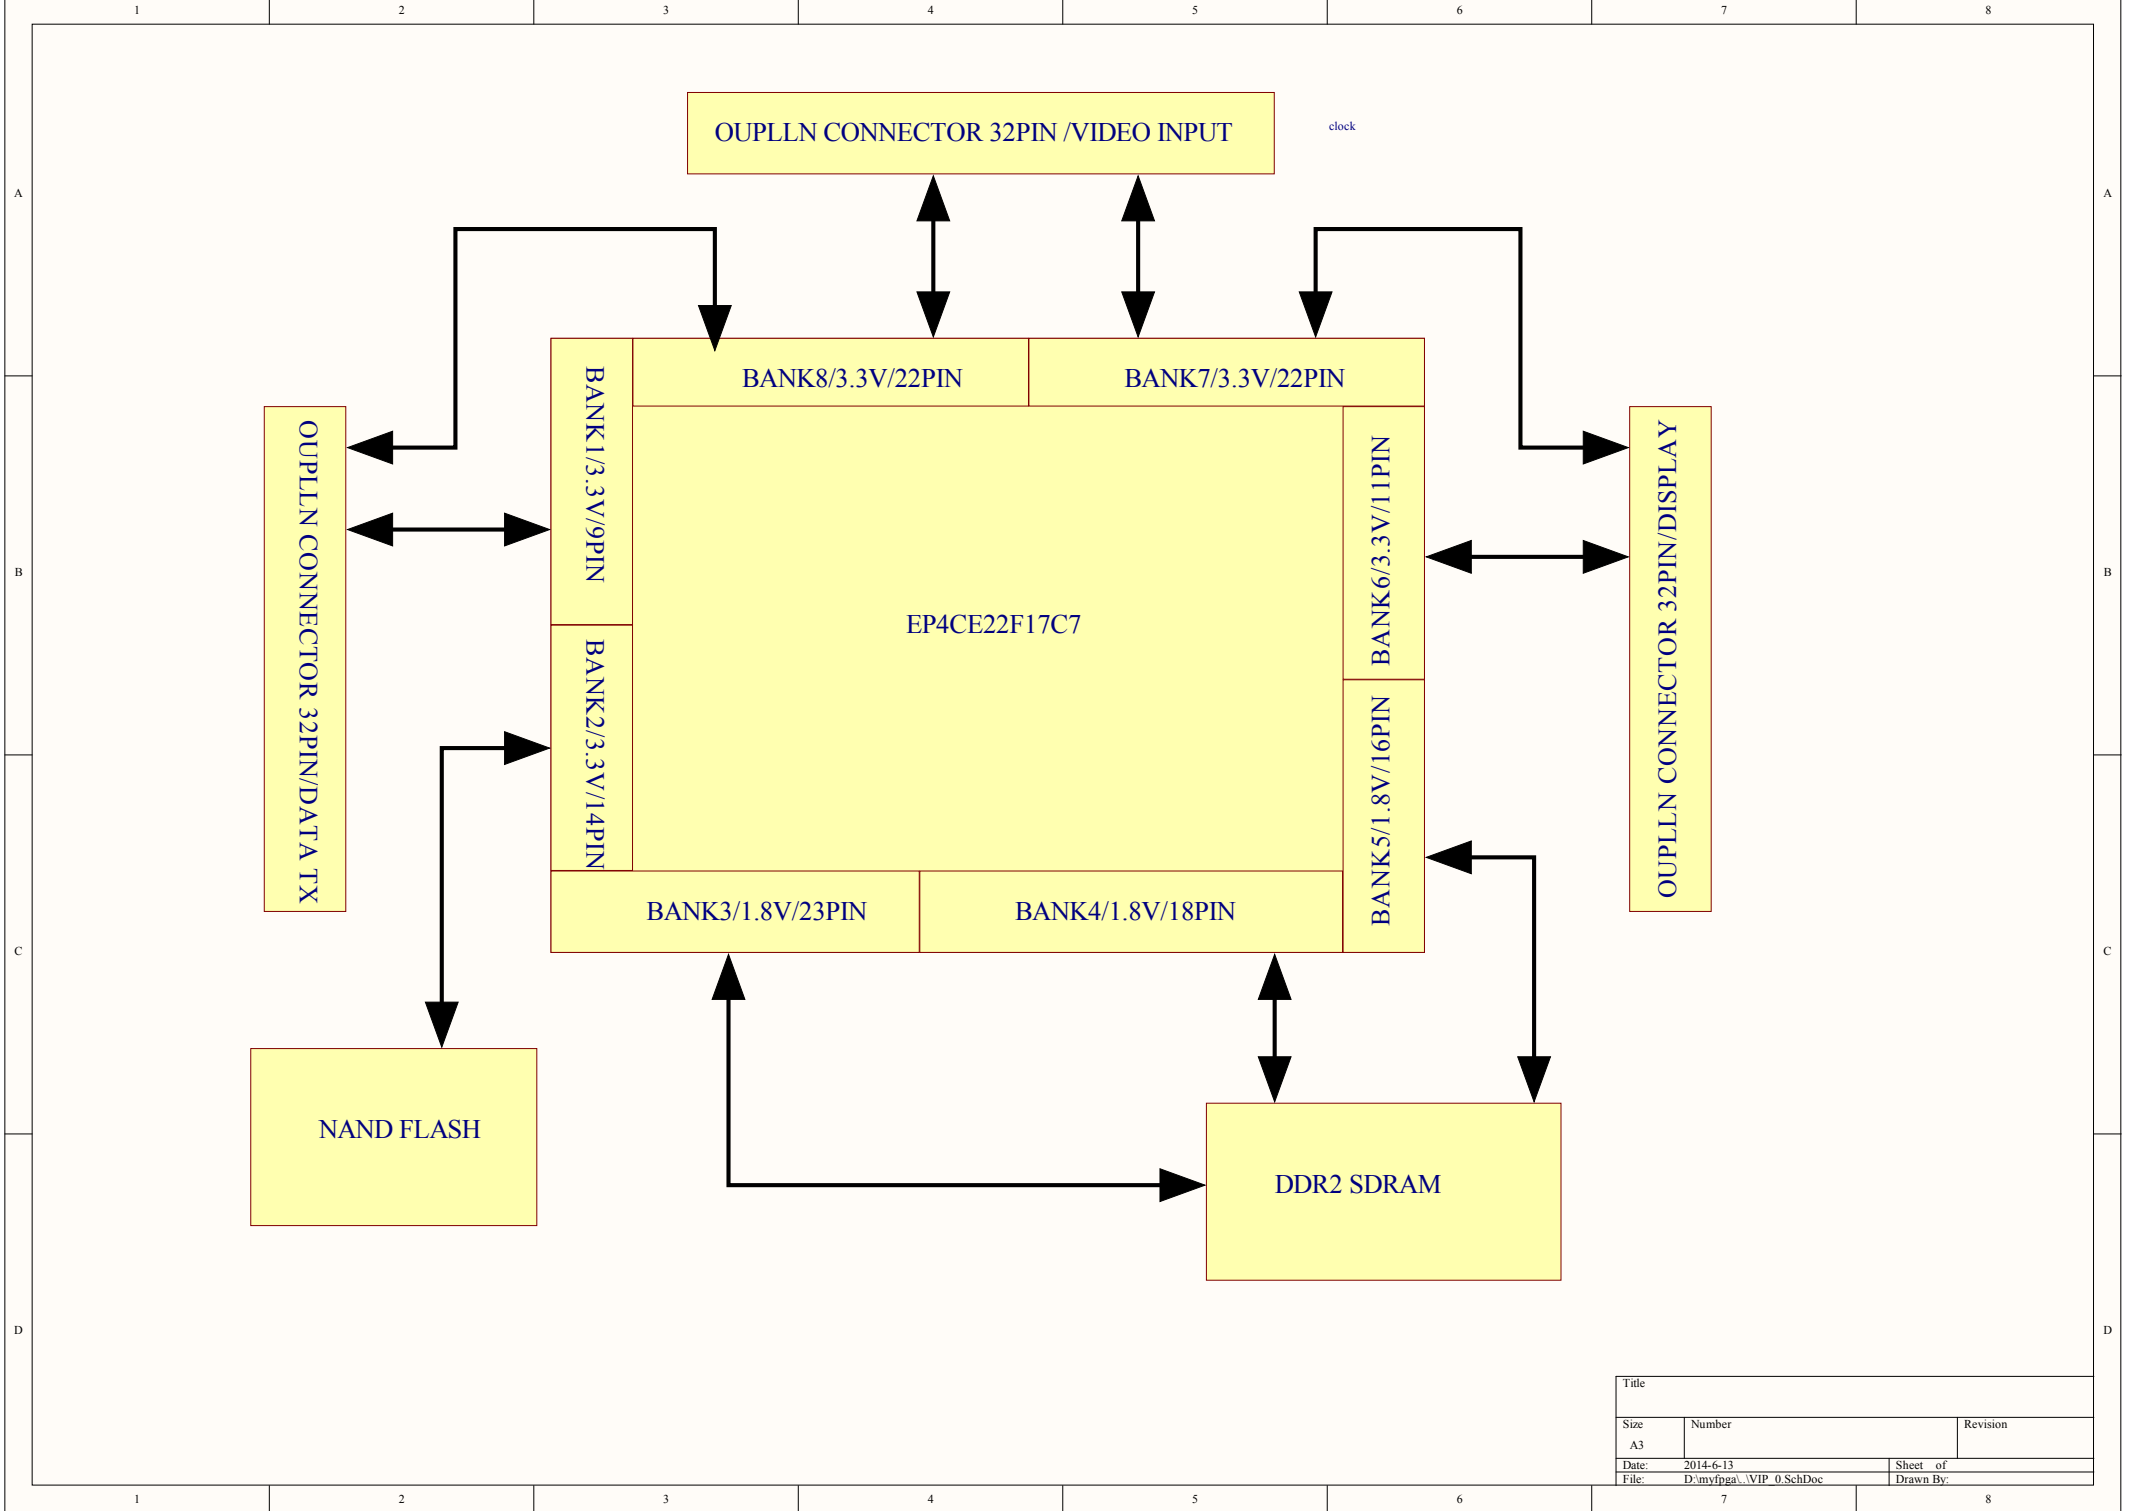 1 2 3 4 5 6 7 8
OUPLLN CONNECTOR 32PIN /VIDEO INPUT
clock
A A
BANK8/3.3V/22PIN
BANK7/3.3V/22PIN
BANK1/3.3V/9PIN
OUPLLN CONNECTOR 32PIN/DATA TX
BANK6/3.3V/11PIN
OUPLLN CONNECTOR 32PIN/DISPLAY
B B
EP4CE22F17C7
BANK2/3.3V/14PIN
BANK5/1.8V/16PIN
BANK3/1.8V/23PIN
BANK4/1.8V/18PIN
C C
NAND FLASH
DDR2 SDRAM
D D
Title
Size Number Revision
A3
Date: 2014-6-13 Sheet of
File: D:\myfpga\..\VIP_0.SchDoc Drawn By:
1 2 3 4 5 6 7 8